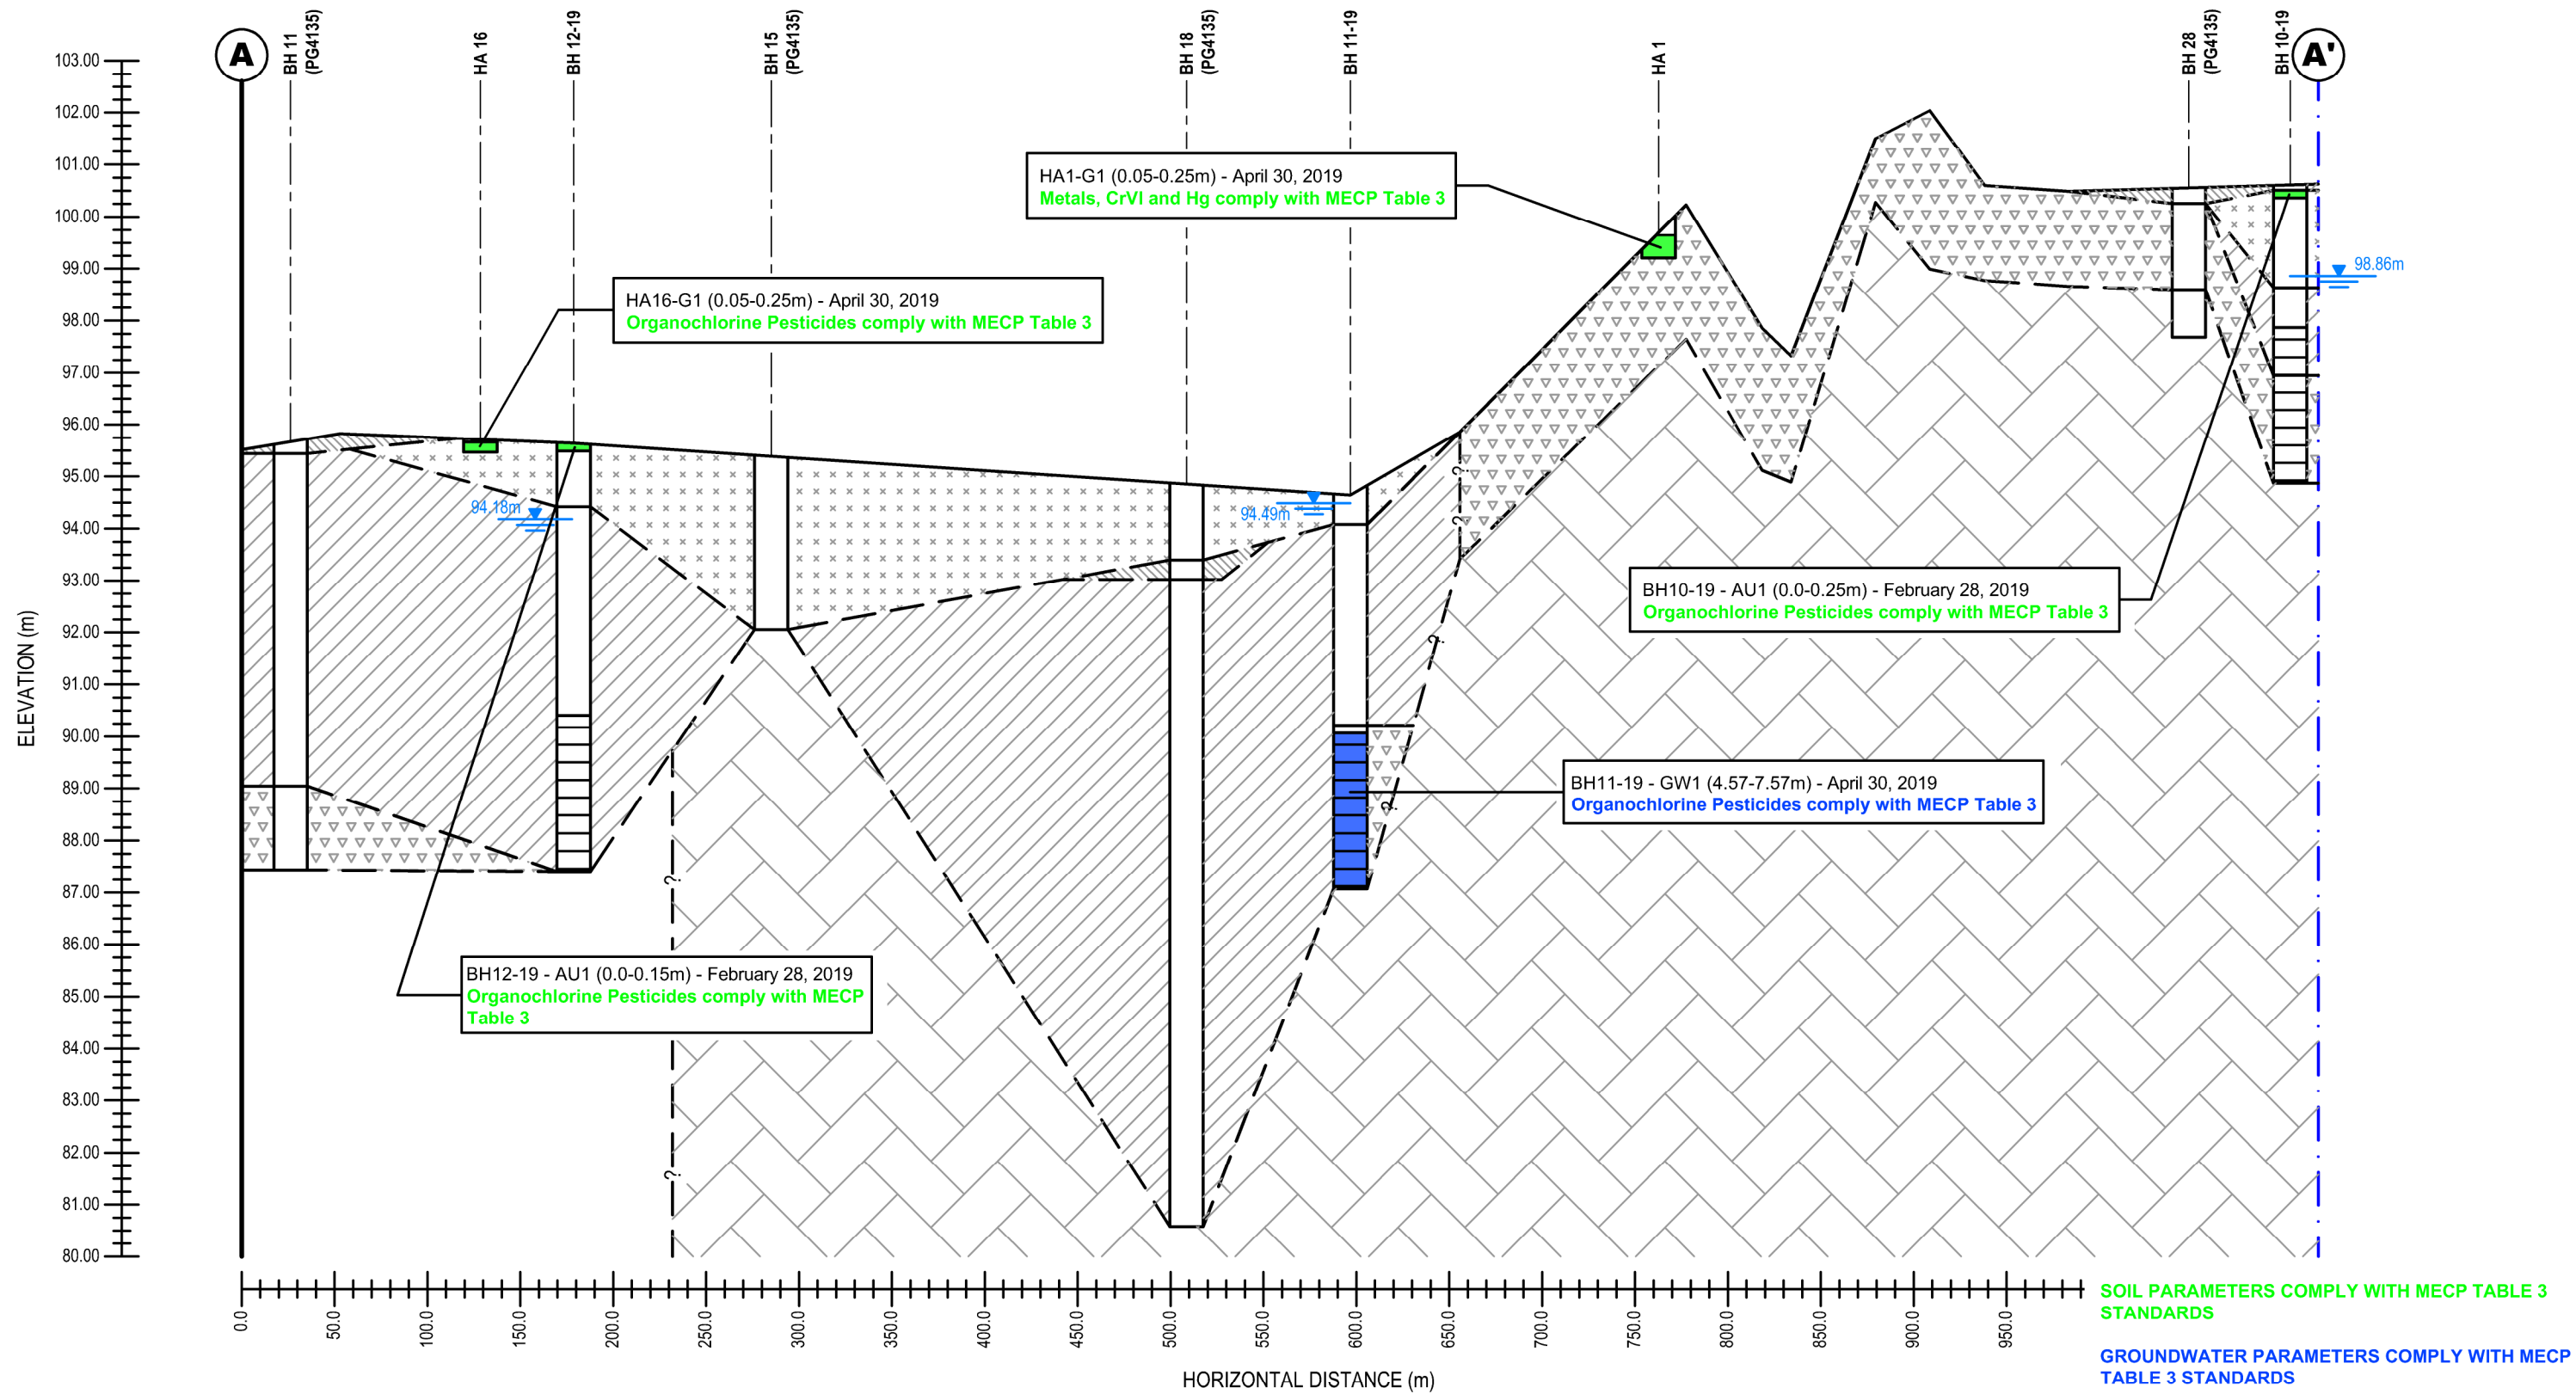 A
BH 11
(PG4135)
HA 16
BH 12-19
BH 15
(PG4135)
BH 18
(PG4135)
BH 11-19
HA 1
BH 28
(PG4135)
BH 10-19
A'
103.00
102.00
101.00
100.00
99.00
98.00
97.00
96.00
95.00
94.00
93.00
92.00
91.00
90.00
89.00
88.00
87.00
86.00
85.00
84.00
83.00
82.00
81.00
80.00
ELEVATION (m)
HA1-G1 (0.05-0.25m) - April 30, 2019
Metals, CrVI and Hg comply with MECP Table 3
98.86m
HA16-G1 (0.05-0.25m) - April 30, 2019
Organochlorine Pesticides comply with MECP Table 3
94.18m
94.49m
?
?
BH10-19 - AU1 (0.0-0.25m) - February 28, 2019
Organochlorine Pesticides comply with MECP Table 3
?
BH11-19 - GW1 (4.57-7.57m) - April 30, 2019
Organochlorine Pesticides comply with MECP Table 3
?
?
BH12-19 - AU1 (0.0-0.15m) - February 28, 2019
Organochlorine Pesticides comply with MECP
Table 3
?
0.0
50.0
100.0
150.0
200.0
250.0
300.0
350.0
400.0
450.0
500.0
550.0
600.0
650.0
700.0
750.0
800.0
850.0
900.0
950.0
HORIZONTAL DISTANCE (m)
SOIL PARAMETERS COMPLY WITH MECP TABLE 3
STANDARDS
GROUNDWATER PARAMETERS COMPLY WITH MECP
TABLE 3 STANDARDS